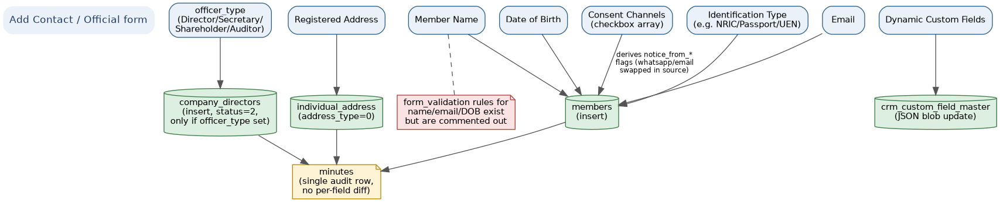 Add Contact / Official form
officer_type
(Director/Secretary/
Shareholder/Auditor)
Registered Address
Member Name
Date of Birth
Consent Channels
(checkbox array)
Identification Type
(e.g. NRIC/Passport/UEN)
Email
Dynamic Custom Fields
derives notice_from_*
flags (whatsapp/email
swapped in source)
company_directors
(insert, status=2,
only if officer_type set)
individual_address
(address_type=0)
form_validation rules for
name/email/DOB exist
but are commented out
members
(insert)
crm_custom_field_master
(JSON blob update)
minutes
(single audit row,
no per-field diff)